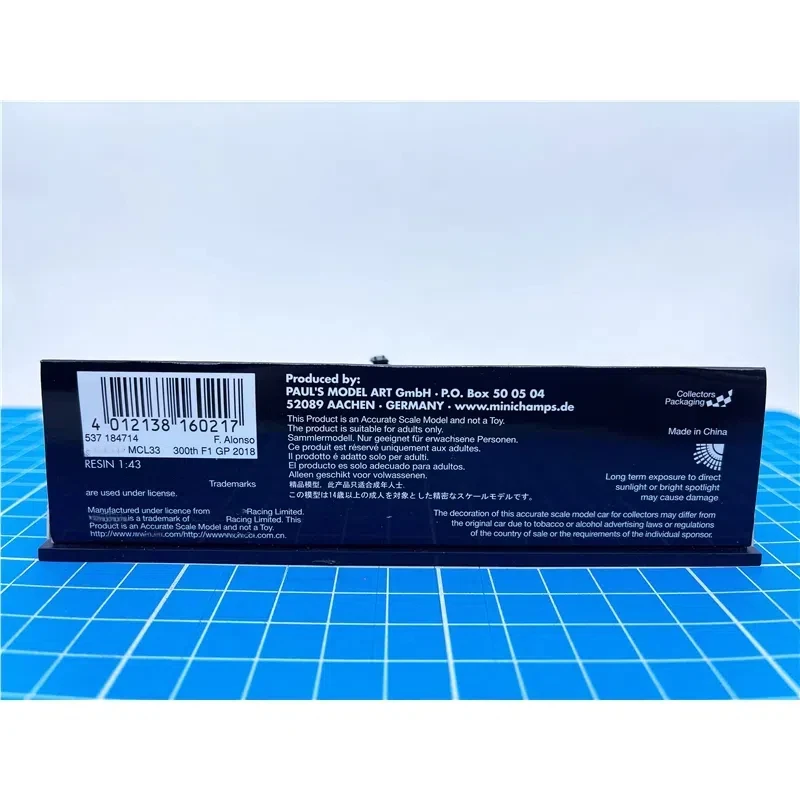 4 012138 160217
537 184714 F. Alonso
MCL33 300th F1 GP 2018
RESIN 1:43
Trademarks
are used under license.
Manufactured under license from Racing Limited.
is a trademark of Racing Limited. This
Product is an Accurate Scale Model and not a Toy.
Produced by:
PAUL'S MODEL ART GmbH · P.O. Box 50 05 04
52089 AACHEN · GERMANY · www.minichamps.de
This Product is an Accurate Scale Model and not a Toy.
The product is suitable for adults only.
Sammlermodell. Nur geeignet für erwachsene Personen.
Ce produit est réservé uniquement aux adultes.
Il prodotto è adatto solo per adulti.
El producto es solo adecuado para adultos.
Alleen geschikt voor volwassenen.
精品模型，此产品只适合成年人士.
この模型は14歳以上の成人を対象とした精密なスケールモデルです。
Collectors
Packaging
Made in China
Long term exposure to direct
sunlight or bright spotlight
may cause damage
The decoration of this accurate scale model car for collectors may differ from
the original car due to tobacco or alcohol advertising laws or regulations
of the country of sale or the requirements of the individual sponsor.